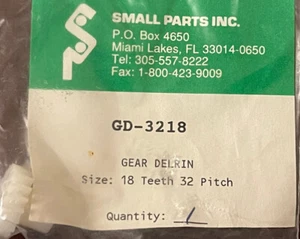 SMALL PARTS INC.
P.O. Box 4650
Miami Lakes, FL 33014-0650
Tel: 305-557-8222
Fax: 1-800-423-9009
GD-3218
GEAR DELRIN
Size: 18 Teeth 32 Pitch
Quantity: 1